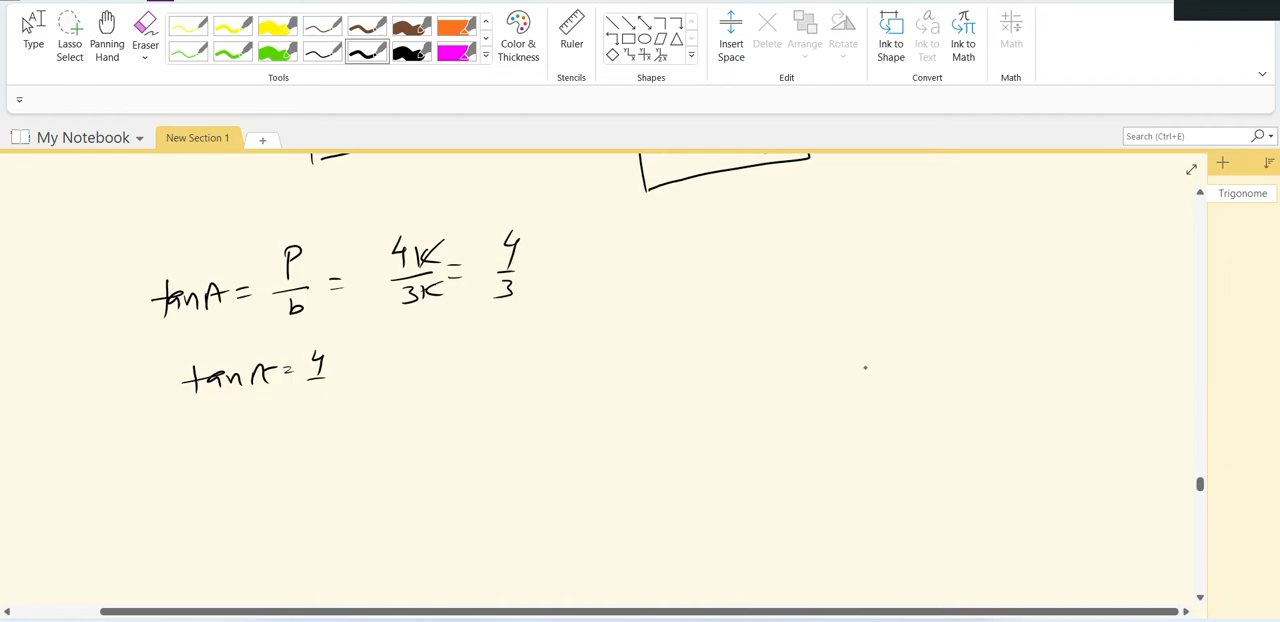 Type
Lasso Select
Panning Hand
Eraser
Color & Thickness
Ruler
Insert Space
Delete
Arrange
Rotate
Ink to Shape
Ink to Text
Ink to Math
Math
Tools
Stencils
Shapes
Edit
Convert
Math
My Notebook
New Section 1
Search (Ctrl+E)
Trigonome
tanA = P/b = 4K/3K = 4/3
tan A = 4